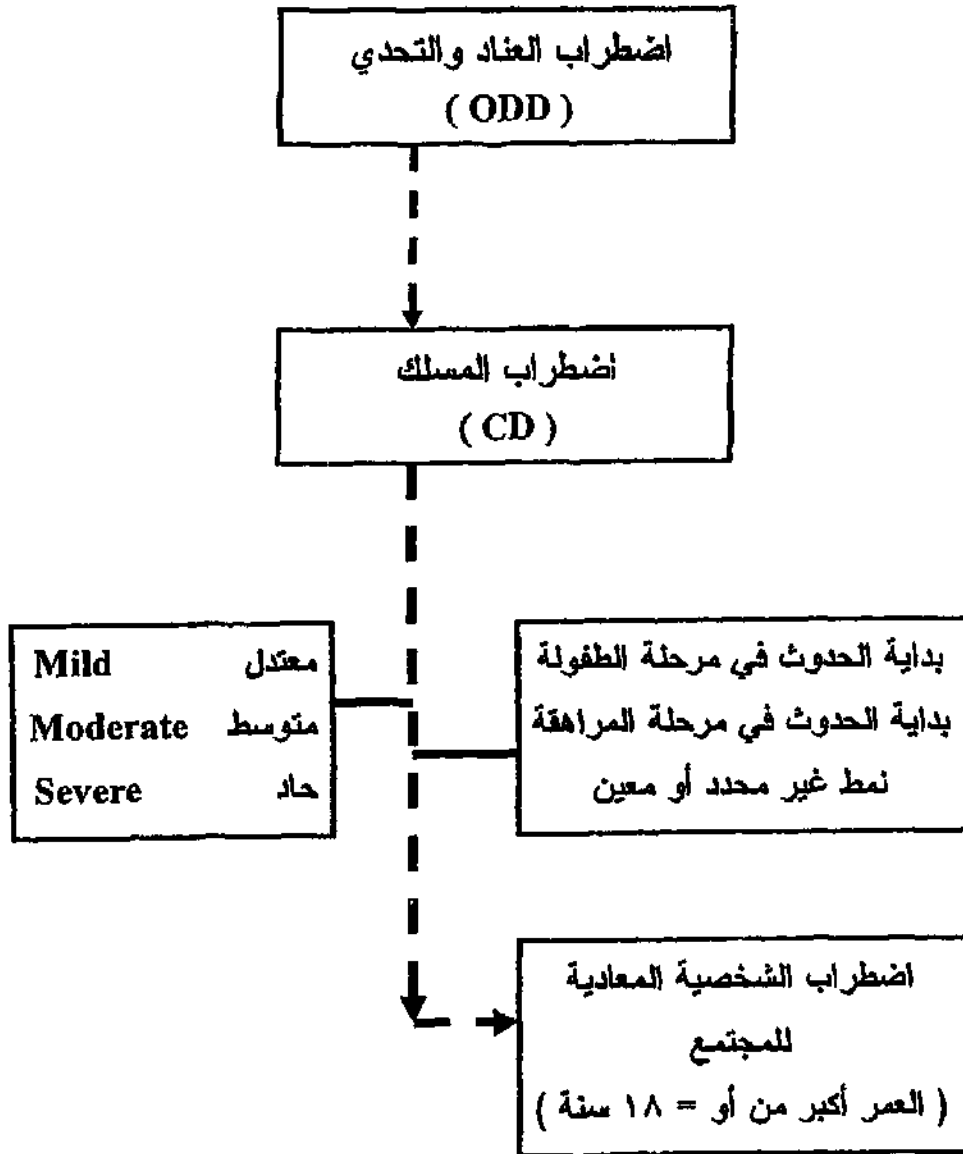 اضطراب العناد والتحدي
( ODD )
اضطراب المسلك
( CD )
بداية الحدوث في مرحلة الطفولة
بداية الحدوث في مرحلة المراهقة
نمط غير محدد أو معين
معتدل Mild
متوسط Moderate
حاد Severe
اضطراب الشخصية المعادية
للمجتمع
( العمر أكبر من أو = ١٨ سنة )